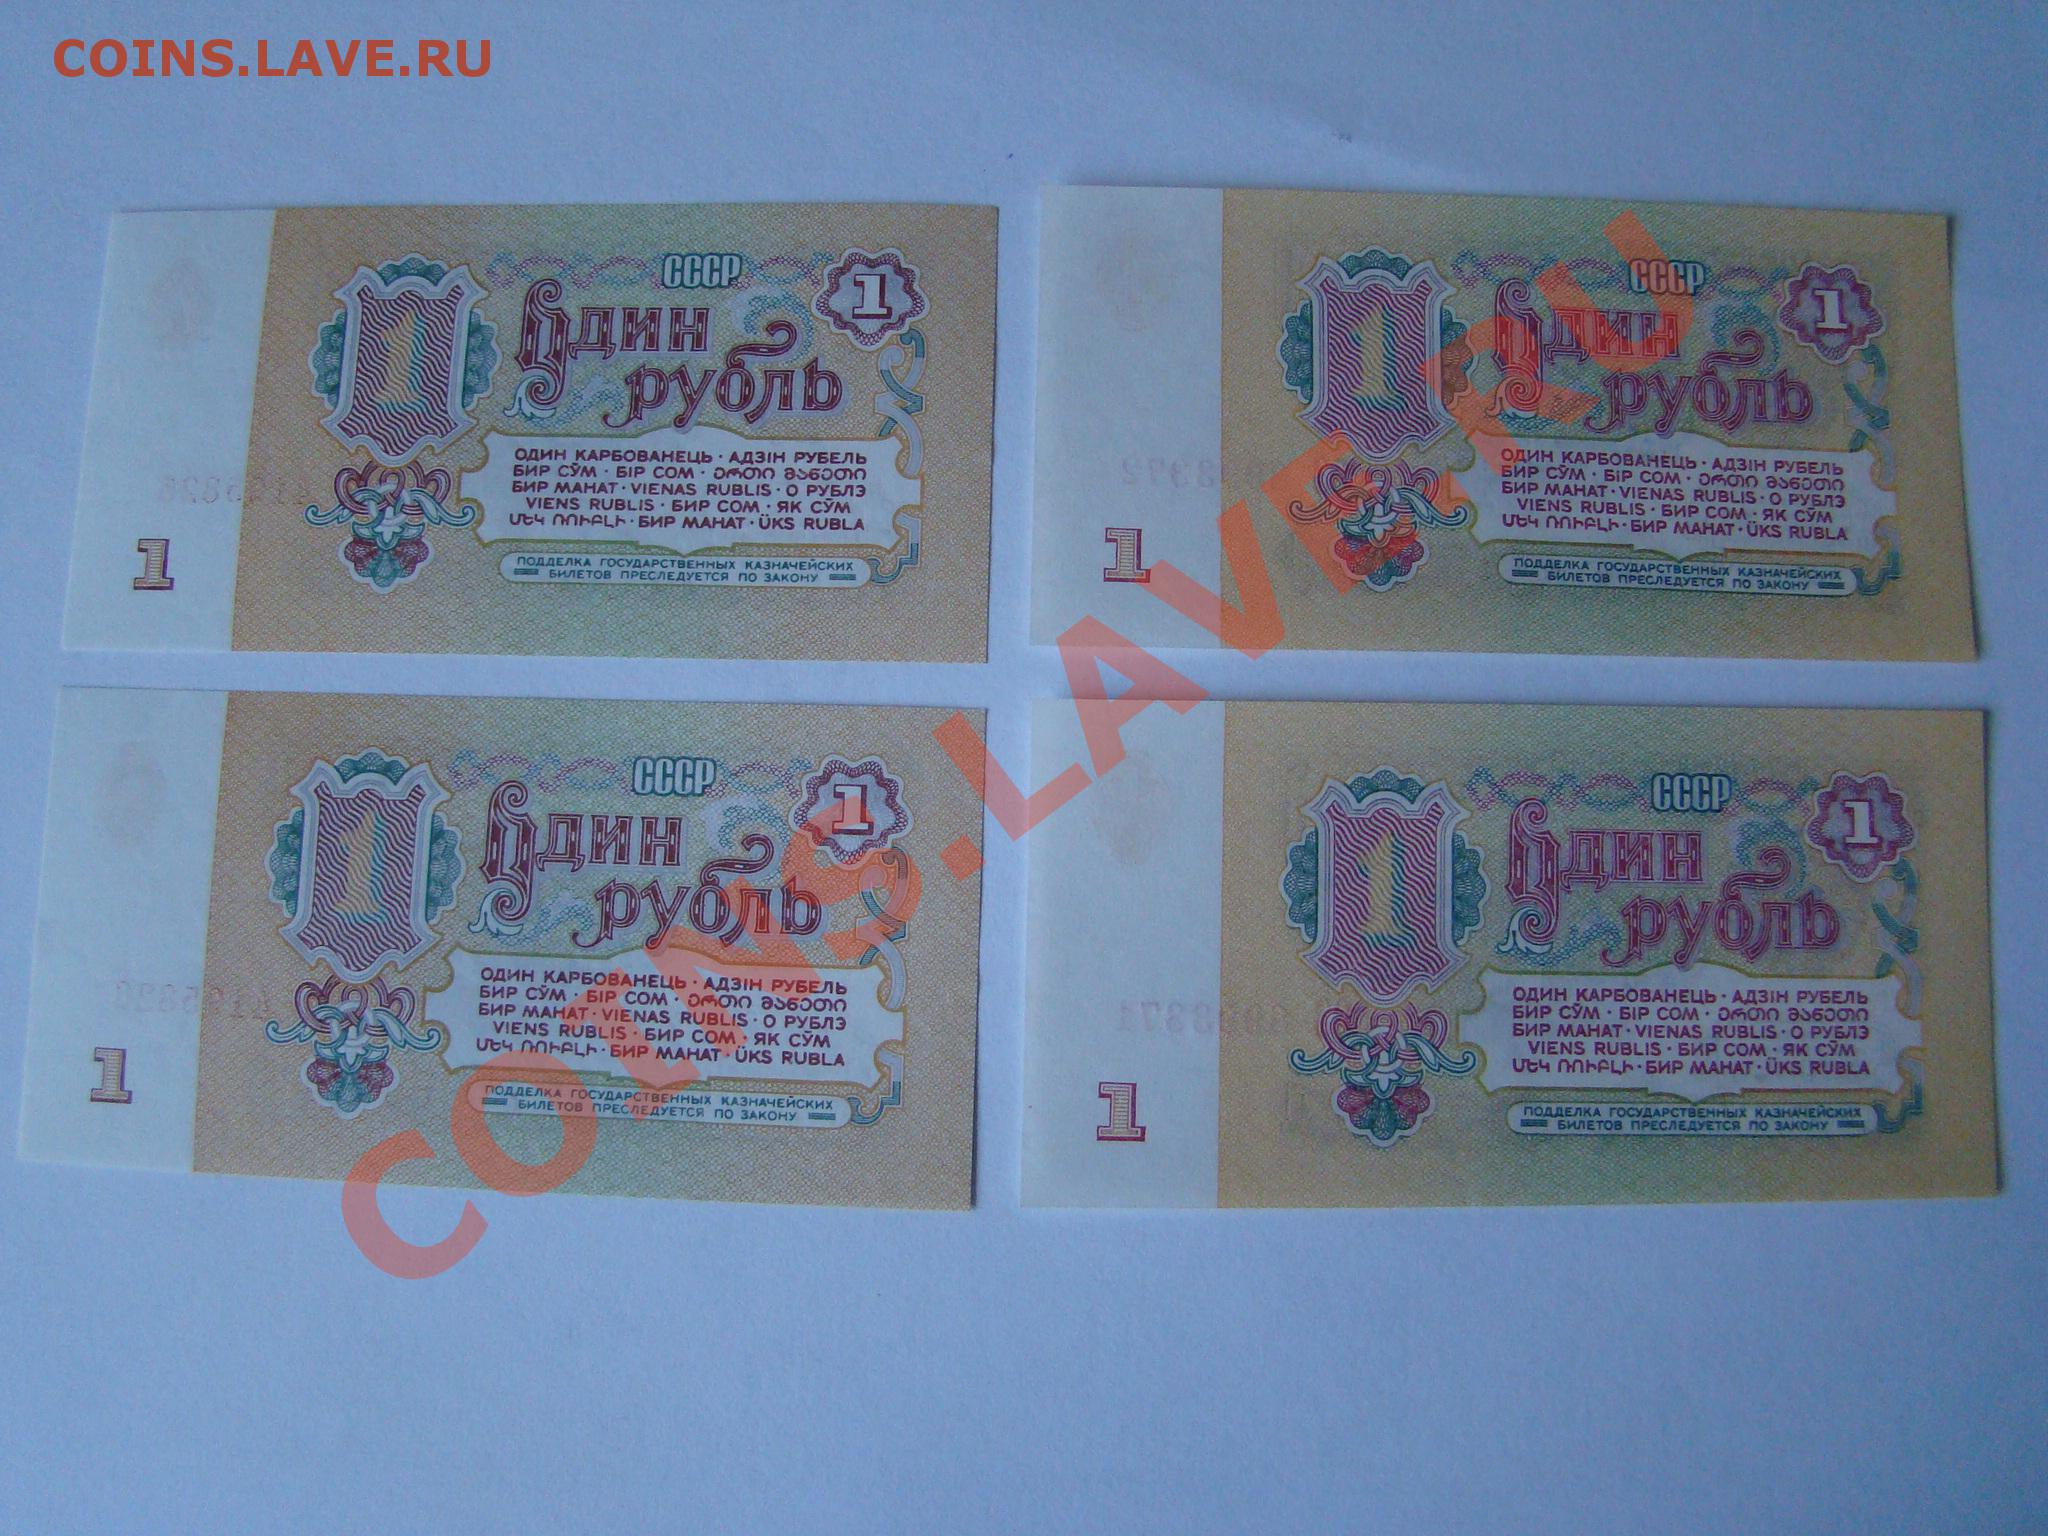 COINS.LAVE.RU
СССР
1
1
Один
рубль
ОДИН КАРБОВАНЕЦЬ · АДЗІН РУБЕЛЬ
БИР СЎМ · БІР СОМ · ᲔᲠᲗᲘ ᲛᲐᲜᲔᲗᲘ
БИР МАНАТ · VIENAS RUBLIS · О РУБЛЭ
VIENS RUBLIS · БИР СОМ · ЯК СӮМ
ՄԵԿ ՌՈՒԲԼԻ · БИР МАНАТ · ÜKS RUBLA
1
ПОДДЕЛКА ГОСУДАРСТВЕННЫХ КАЗНАЧЕЙСКИХ
БИЛЕТОВ ПРЕСЛЕДУЕТСЯ ПО ЗАКОНУ
СССР
1
1
Один
рубль
ОДИН КАРБОВАНЕЦЬ · АДЗІН РУБЕЛЬ
БИР СЎМ · БІР СОМ · ᲔᲠᲗᲘ ᲛᲐᲜᲔᲗᲘ
БИР МАНАТ · VIENAS RUBLIS · О РУБЛЭ
VIENS RUBLIS · БИР СОМ · ЯК СӮМ
ՄԵԿ ՌՈՒԲԼԻ · БИР МАНАТ · ÜKS RUBLA
1
ПОДДЕЛКА ГОСУДАРСТВЕННЫХ КАЗНАЧЕЙСКИХ
БИЛЕТОВ ПРЕСЛЕДУЕТСЯ ПО ЗАКОНУ
СССР
1
1
Один
рубль
ОДИН КАРБОВАНЕЦЬ · АДЗІН РУБЕЛЬ
БИР СЎМ · БІР СОМ · ᲔᲠᲗᲘ ᲛᲐᲜᲔᲗᲘ
БИР МАНАТ · VIENAS RUBLIS · О РУБЛЭ
VIENS RUBLIS · БИР СОМ · ЯК СӮМ
ՄԵԿ ՌՈՒԲԼԻ · БИР МАНАТ · ÜKS RUBLA
1
ПОДДЕЛКА ГОСУДАРСТВЕННЫХ КАЗНАЧЕЙСКИХ
БИЛЕТОВ ПРЕСЛЕДУЕТСЯ ПО ЗАКОНУ
СССР
1
1
Один
рубль
ОДИН КАРБОВАНЕЦЬ · АДЗІН РУБЕЛЬ
БИР СЎМ · БІР СОМ · ᲔᲠᲗᲘ ᲛᲐᲜᲔᲗᲘ
БИР МАНАТ · VIENAS RUBLIS · О РУБЛЭ
VIENS RUBLIS · БИР СОМ · ЯК СӮМ
ՄԵԿ ՌՈՒԲԼԻ · БИР МАНАТ · ÜKS RUBLA
1
ПОДДЕЛКА ГОСУДАРСТВЕННЫХ КАЗНАЧЕЙСКИХ
БИЛЕТОВ ПРЕСЛЕДУЕТСЯ ПО ЗАКОНУ
COINS.LAVE.RU